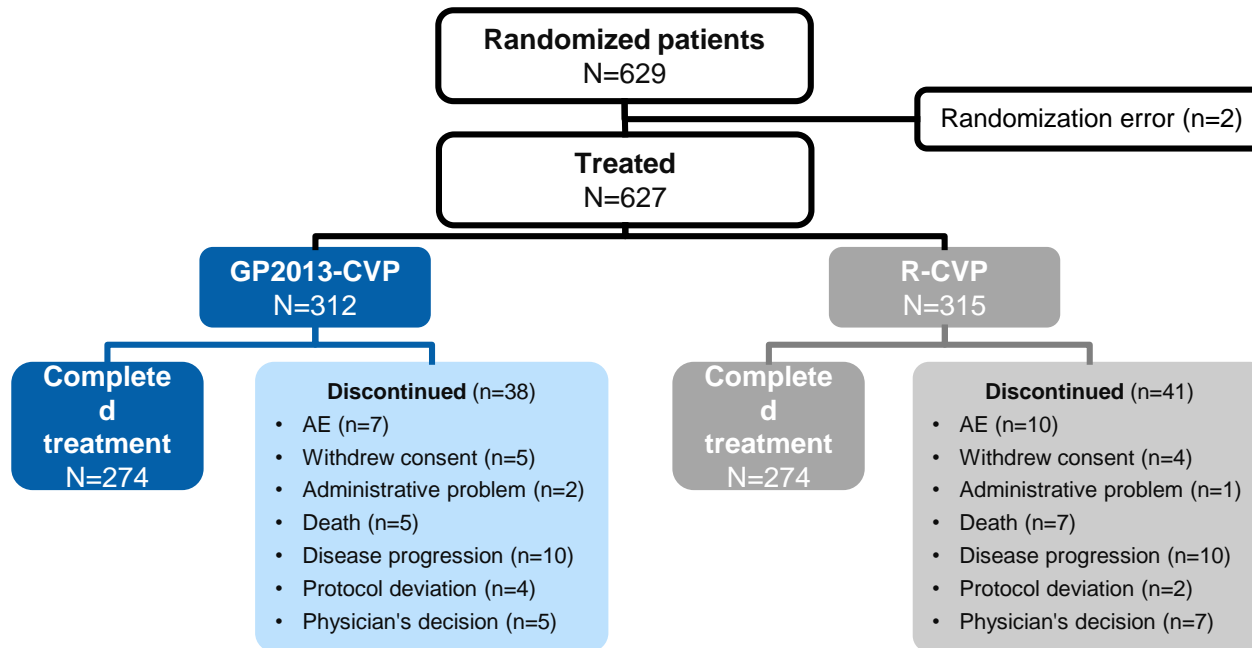 Randomized patients
N=629
Randomization error (n=2)
Treated
N=627
GP2013-CVP
N=312
R-CVP
N=315
Complete
d
treatment
N=274
Discontinued (n=38)
• AE (n=7)
• Withdrew consent (n=5)
• Administrative problem (n=2)
• Death (n=5)
• Disease progression (n=10)
• Protocol deviation (n=4)
• Physician's decision (n=5)
Complete
d
treatment
N=274
Discontinued (n=41)
• AE (n=10)
• Withdrew consent (n=4)
• Administrative problem (n=1)
• Death (n=7)
• Disease progression (n=10)
• Protocol deviation (n=2)
• Physician's decision (n=7)